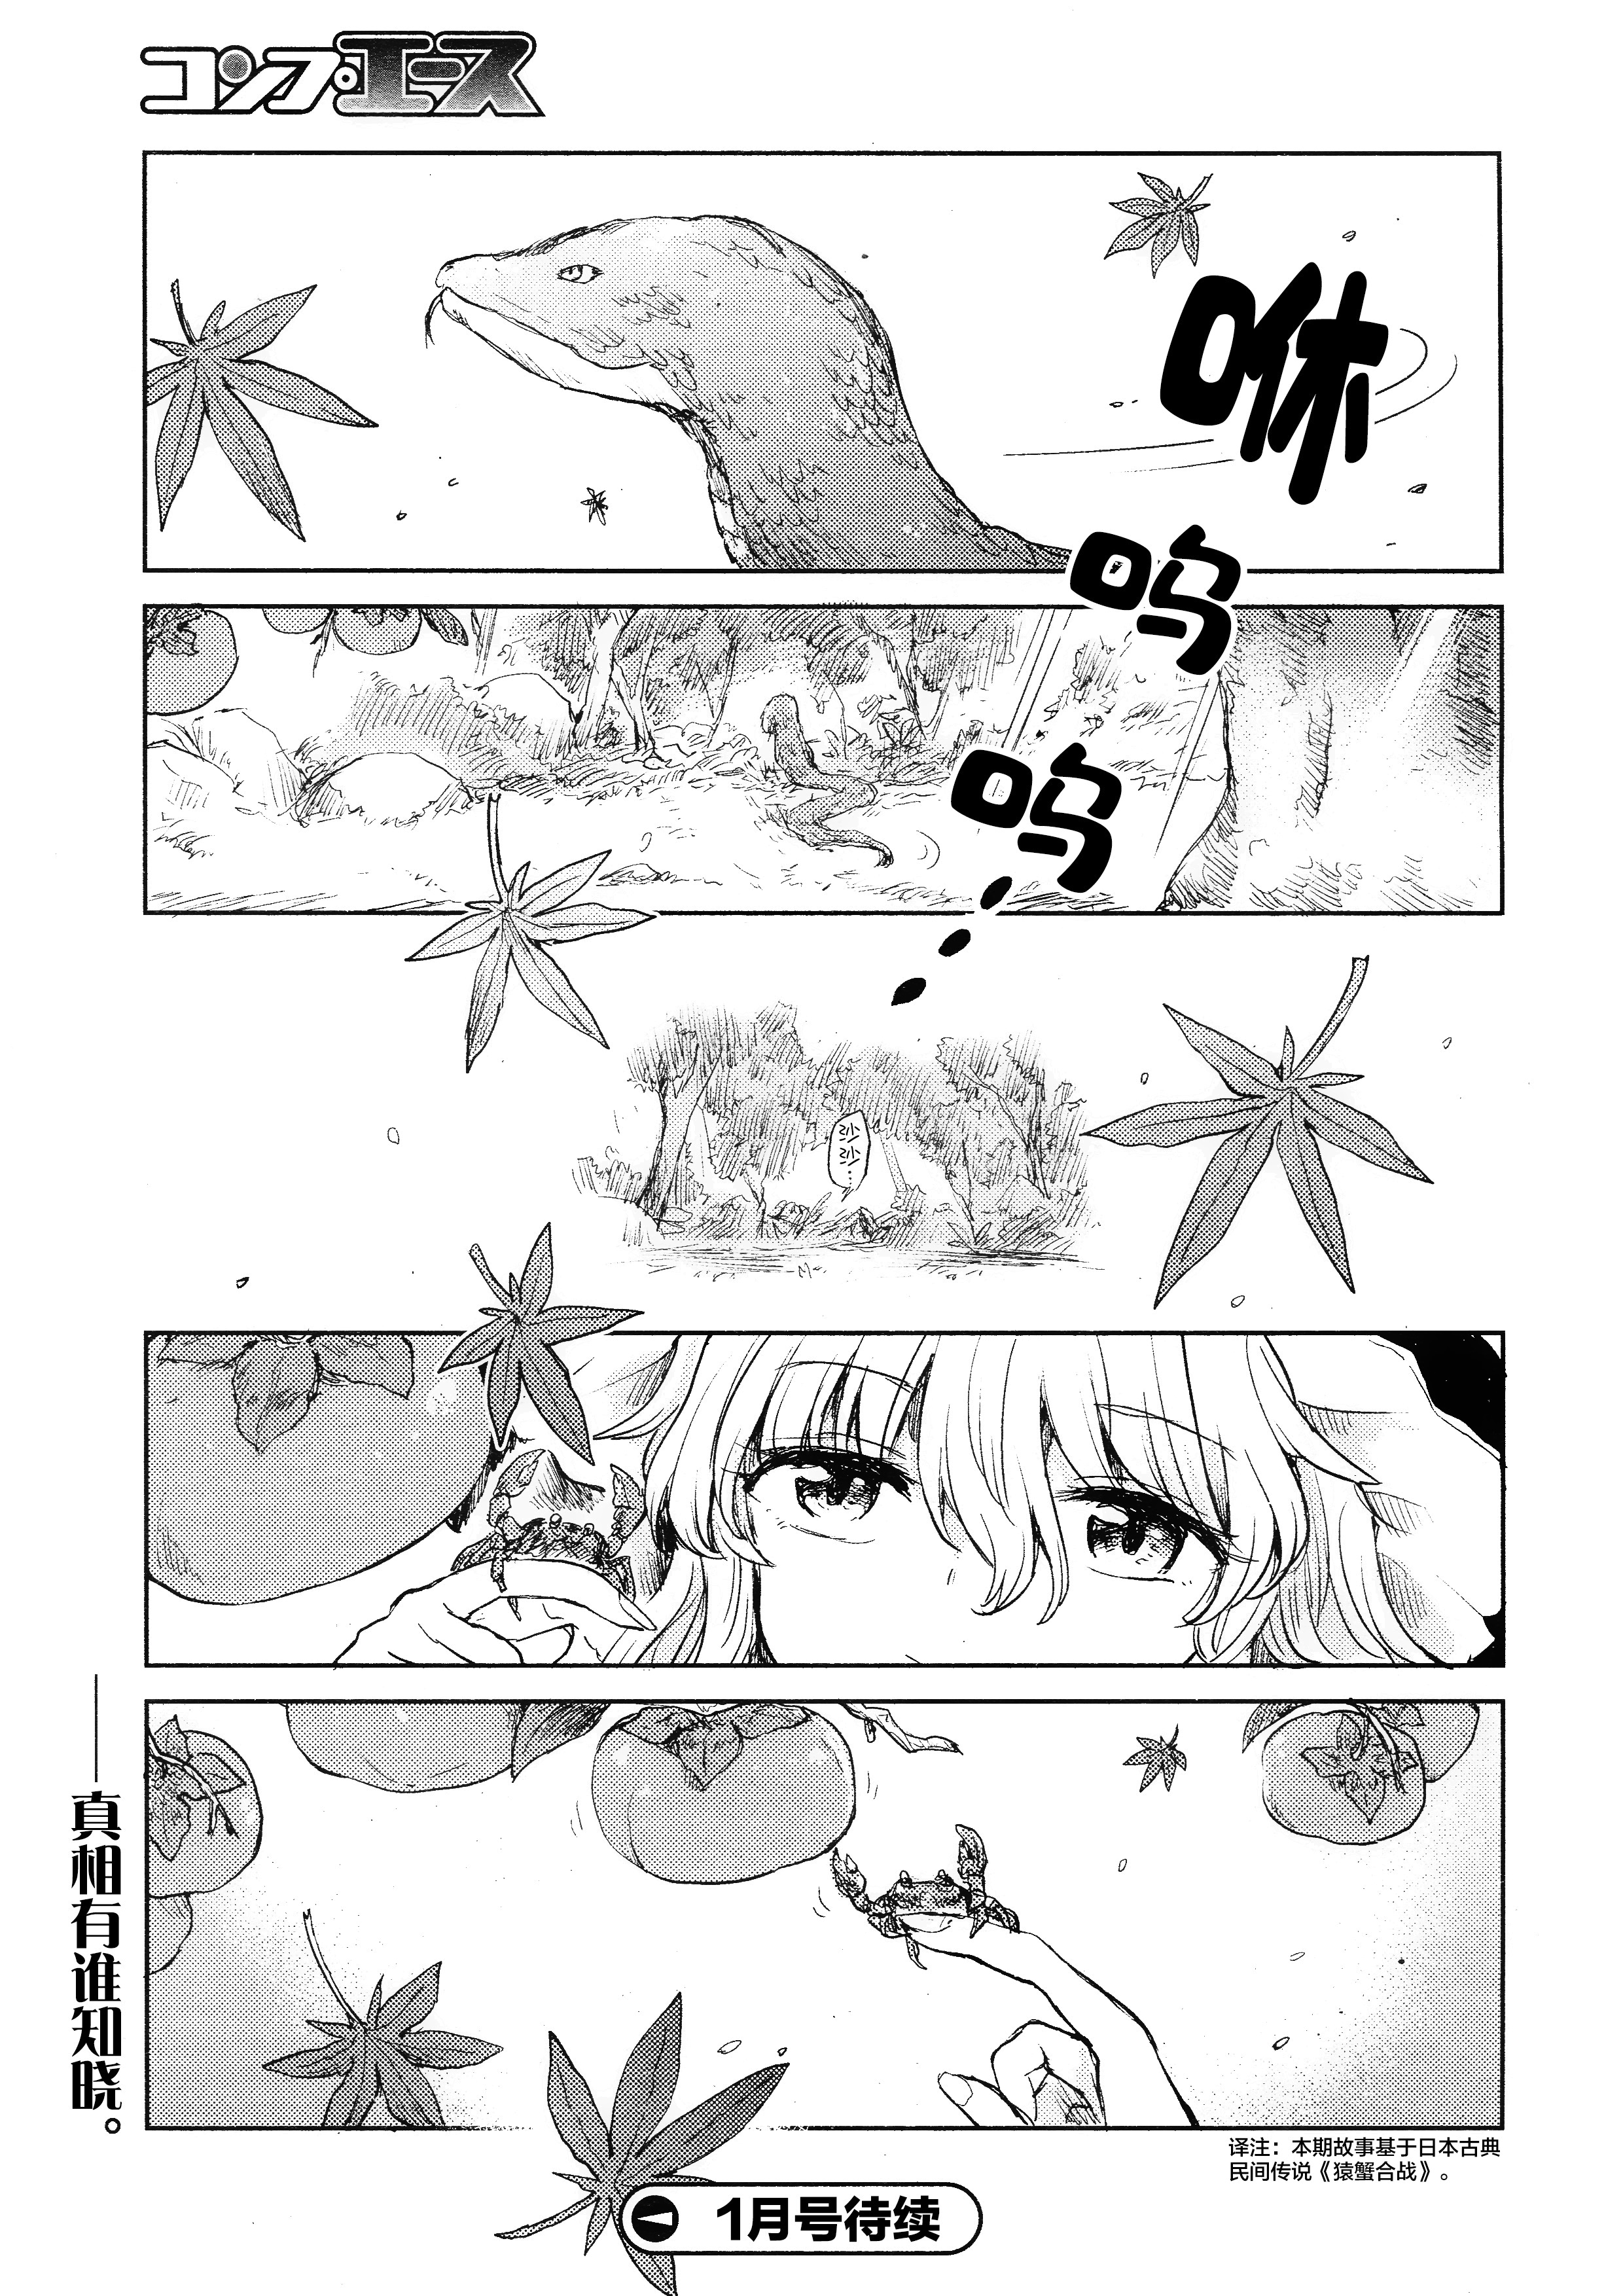 コンプエース
咻
呜
呜…
沙沙…
——真相有谁知晓。
译注：本期故事基于日本古典
民间传说《猿蟹合战》。
1月号待续